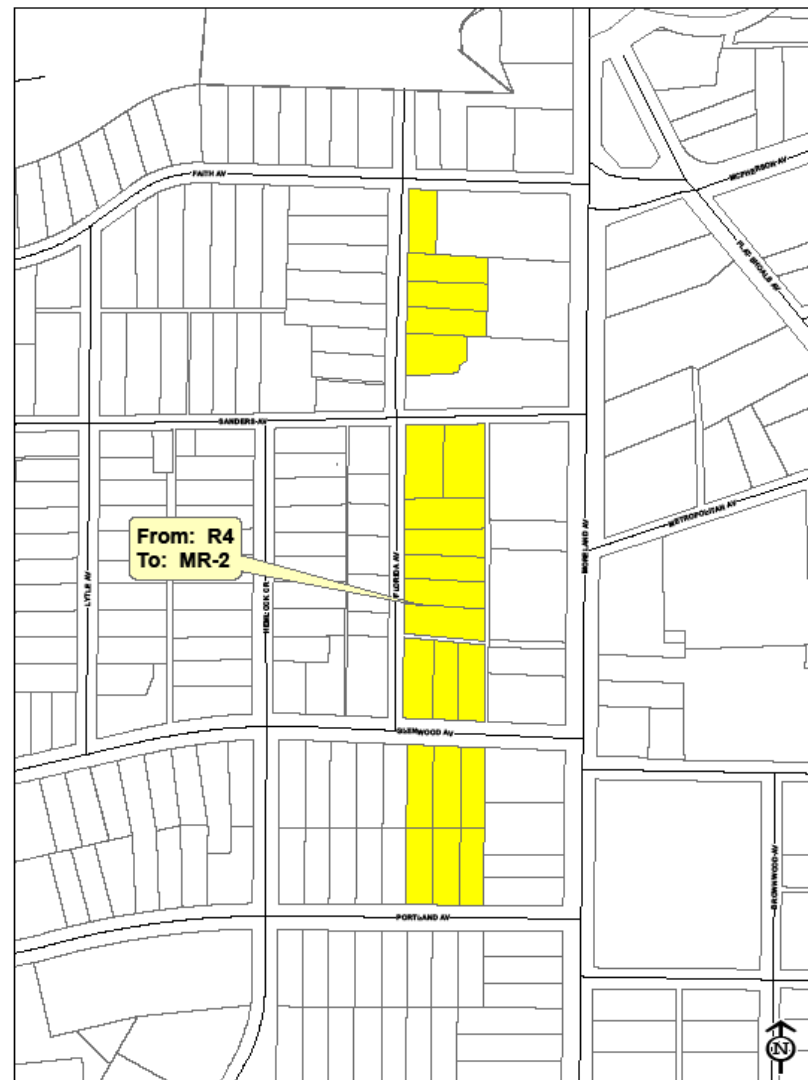 MCPHERSON AV
FAITH AV
FLAT SHOALS AV
SANDERS AV
METROPOLITAN AV
From: R4
To: MR-2
FLORIDA AV
MORELAND AV
LYTLE AV
HEMLOCK CR
GLENWOOD AV
BROWNWOOD AV
PORTLAND AV
N